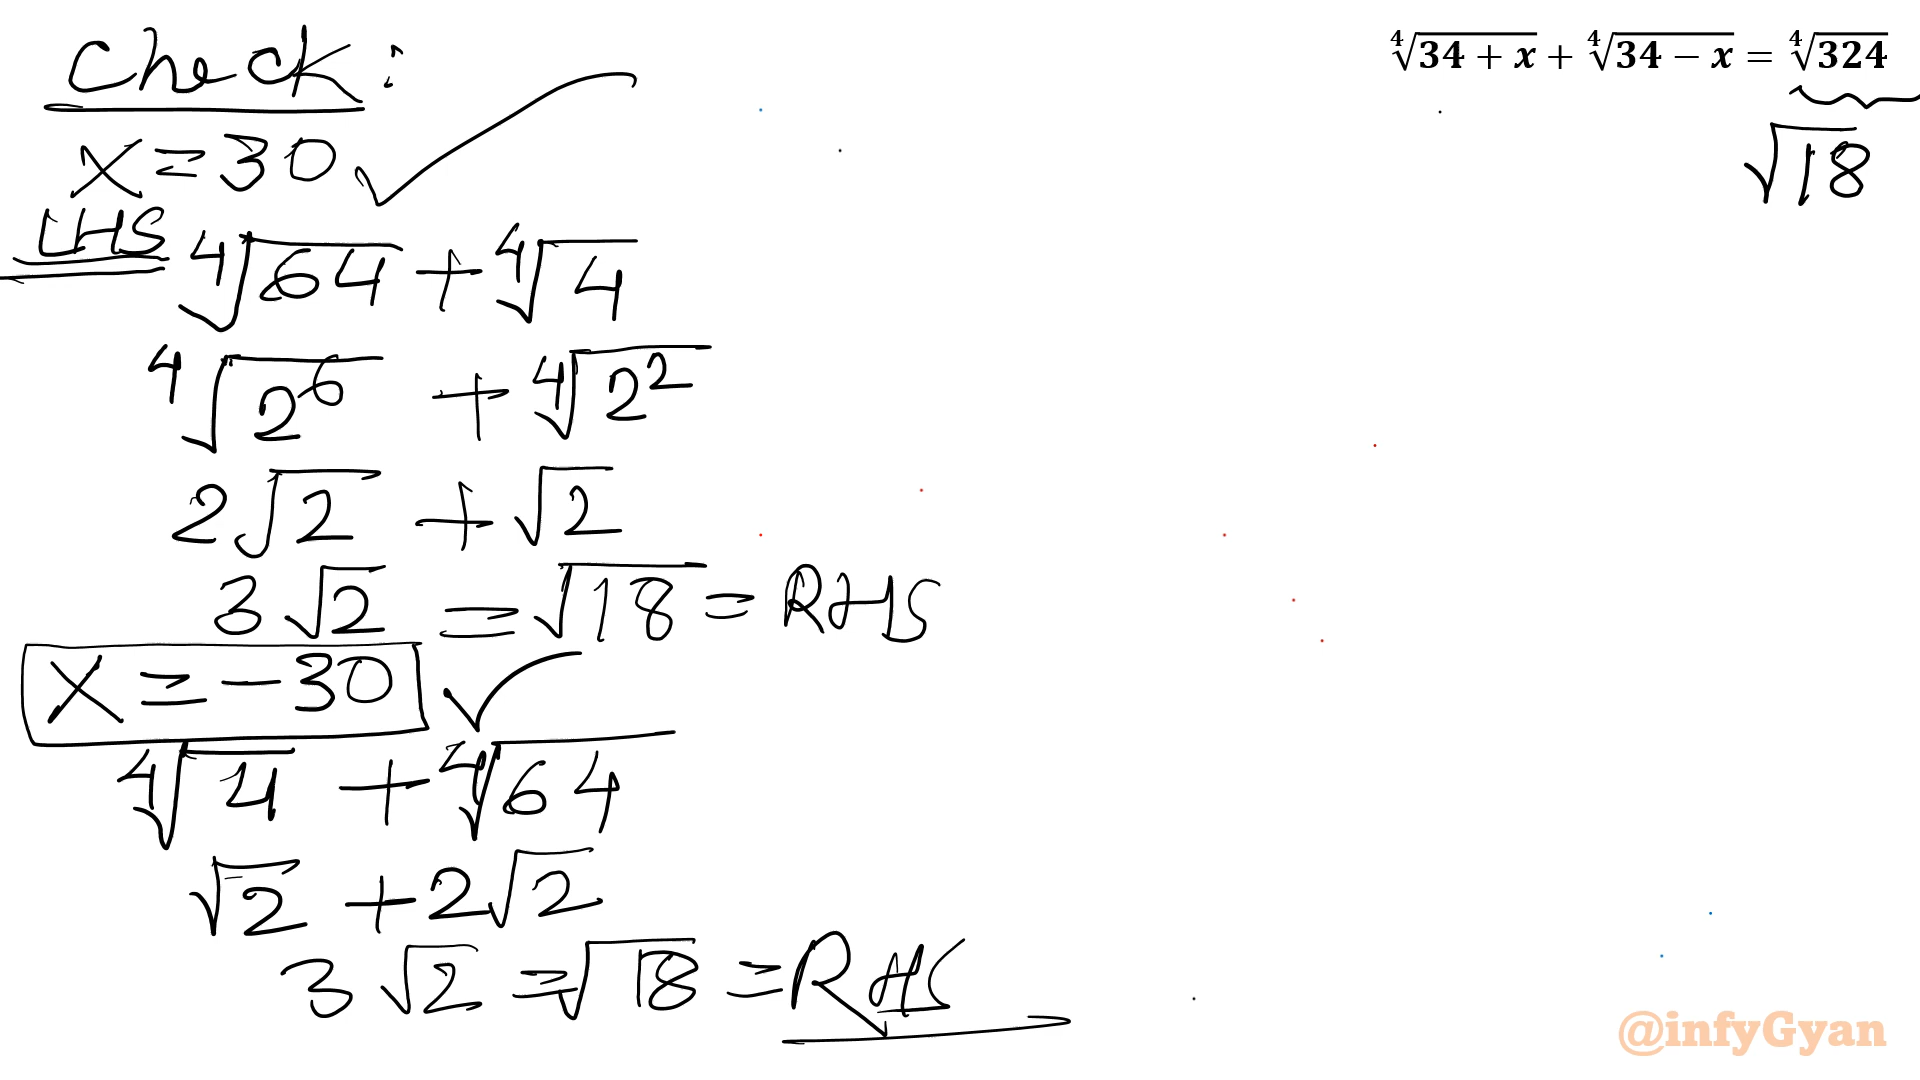 Check:
∜(34 + x) + ∜(34 − x) = ∜324
√18
x = 30 ✓
LHS
∜64 + ∜4
∜(2⁶) + ∜(2²)
2√2 + √2
3√2 = √18 = RHS
x = −30 ✓
∜4 + ∜64
√2 + 2√2
3√2 = √18 = RHS
@infyGyan